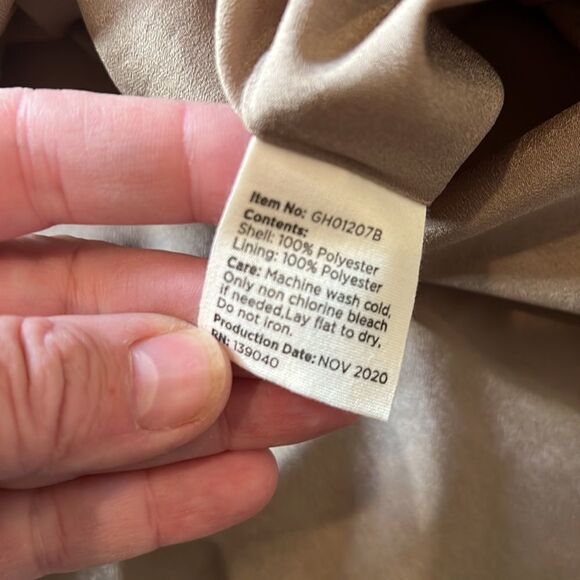 Item No: GH01207B
Contents:
Shell: 100% Polyester
Lining: 100% Polyester
Care: Machine wash cold,
Only non chlorine bleach
if needed,Lay flat to dry,
Do not Iron.
Production Date: NOV 2020
RN: 139040